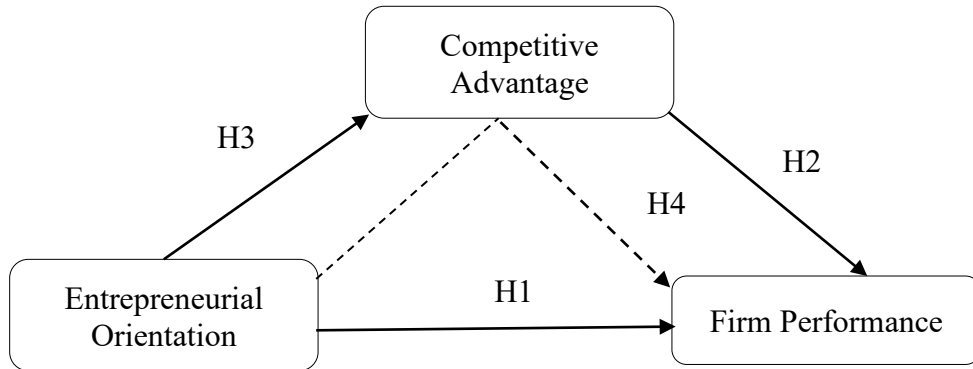 Competitive
Advantage
H3
H2
H4
Entrepreneurial
Orientation
H1
Firm Performance